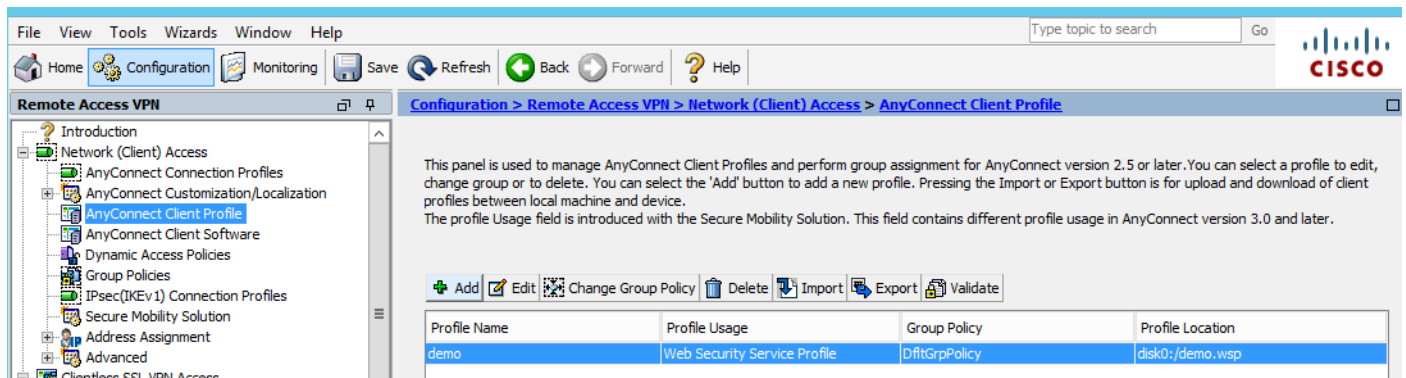 File View Tools Wizards Window Help
Type topic to search Go
Home Configuration Monitoring Save Refresh Back Forward Help
CISCO
Remote Access VPN
Introduction
Network (Client) Access
AnyConnect Connection Profiles
AnyConnect Customization/Localization
AnyConnect Client Profile
AnyConnect Client Software
Dynamic Access Policies
Group Policies
IPsec(IKEv1) Connection Profiles
Secure Mobility Solution
Address Assignment
Advanced
Clientless SSL VPN Access
Configuration > Remote Access VPN > Network (Client) Access > AnyConnect Client Profile
This panel is used to manage AnyConnect Client Profiles and perform group assignment for AnyConnect version 2.5 or later.You can select a profile to edit,
change group or to delete. You can select the 'Add' button to add a new profile. Pressing the Import or Export button is for upload and download of client
profiles between local machine and device.
The profile Usage field is introduced with the Secure Mobility Solution. This field contains different profile usage in AnyConnect version 3.0 and later.
Add Edit Change Group Policy Delete Import Export Validate
Profile Name Profile Usage Group Policy Profile Location
demo Web Security Service Profile DfltGrpPolicy disk0:/demo.wsp